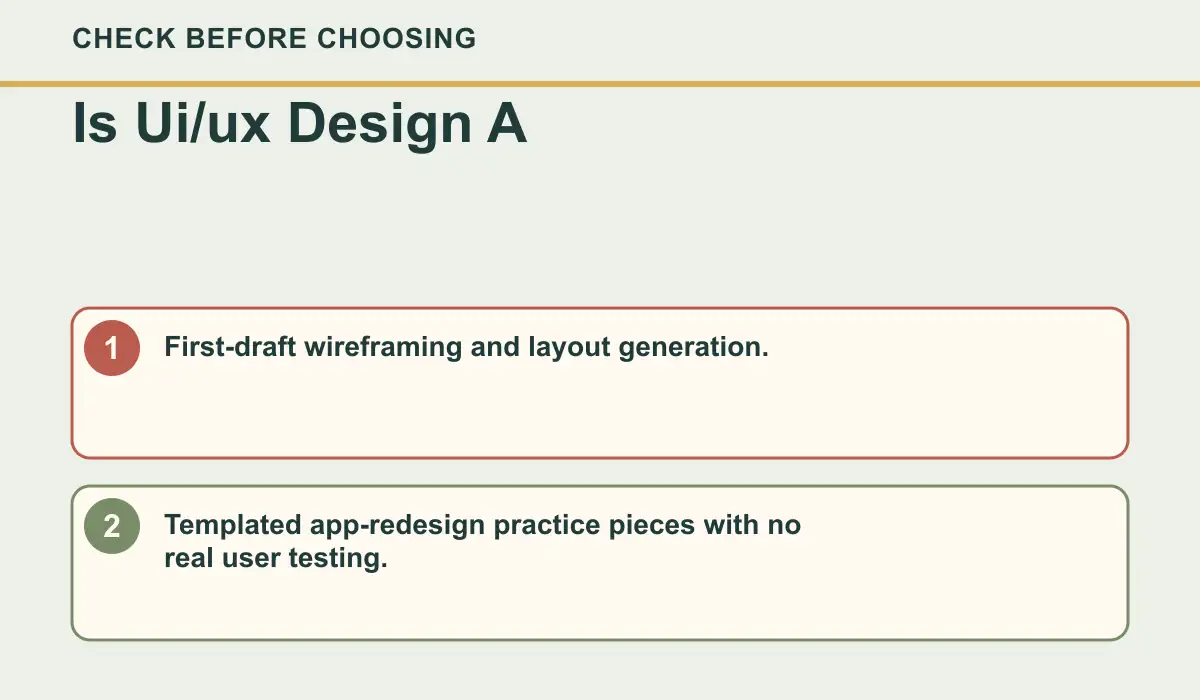 CHECK BEFORE CHOOSING
Is Ui/ux Design A
1 First-draft wireframing and layout generation.
2 Templated app-redesign practice pieces with no
real user testing.